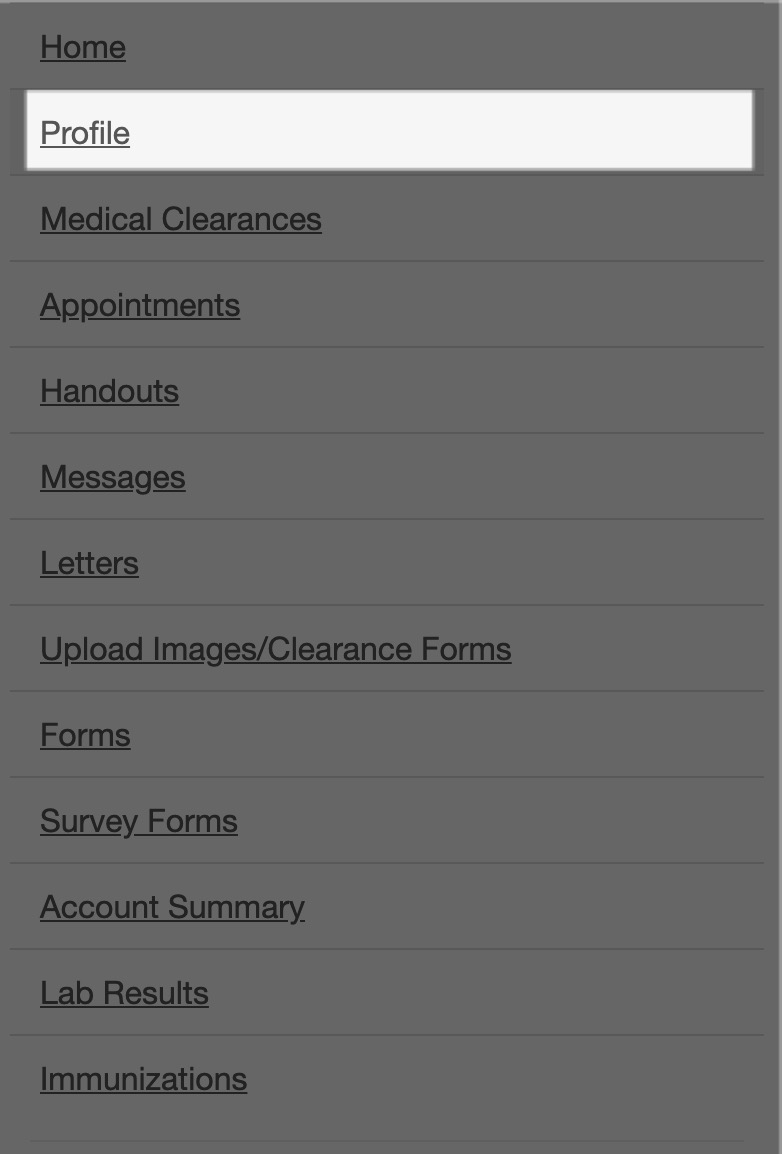 Home
Profile
Medical Clearances
Appointments
Handouts
Messages
Letters
Upload Images/Clearance Forms
Forms
Survey Forms
Account Summary
Lab Results
Immunizations